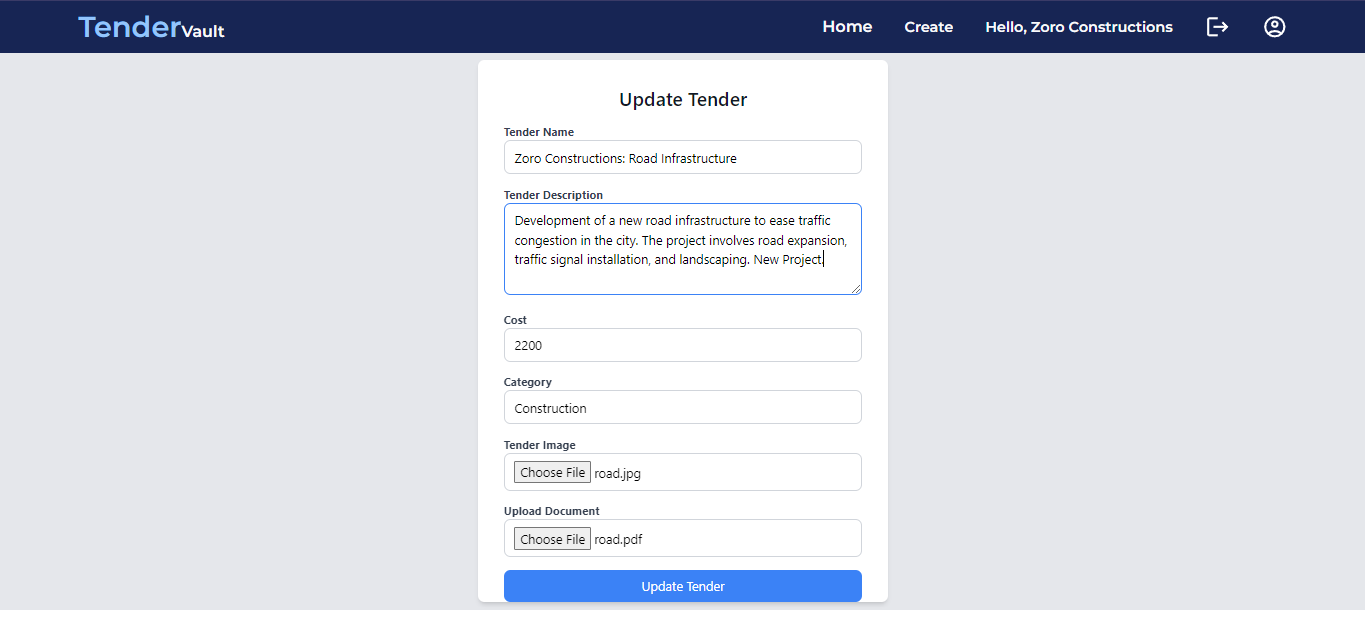 TenderVault Home Create Hello, Zoro Constructions
Update Tender
Tender Name
Zoro Constructions: Road Infrastructure
Tender Description
Development of a new road infrastructure to ease traffic
congestion in the city. The project involves road expansion,
traffic signal installation, and landscaping. New Project.
Cost
2200
Category
Construction
Tender Image
Choose File road.jpg
Upload Document
Choose File road.pdf
Update Tender